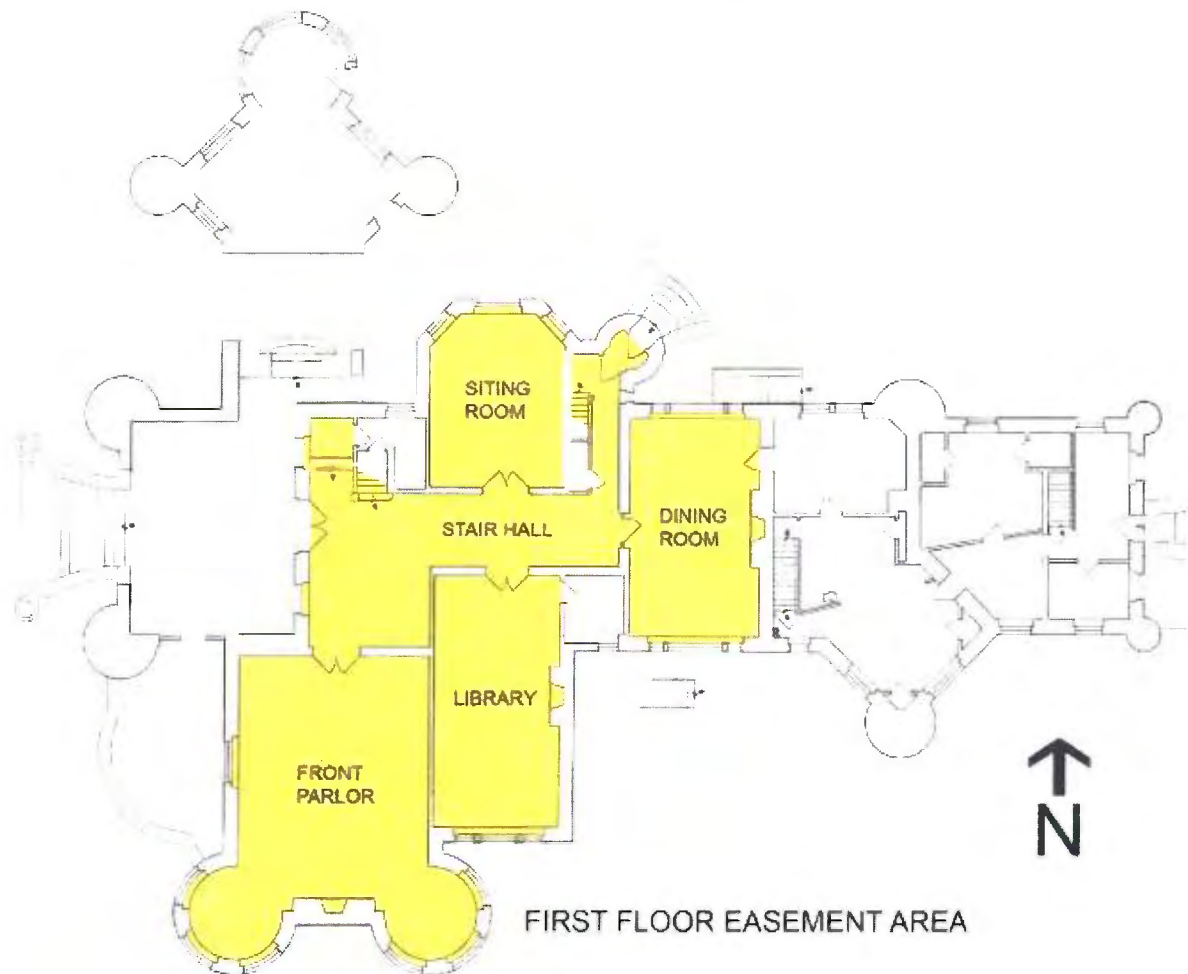 SITING
ROOM
STAIR HALL
DINING
ROOM
LIBRARY
FRONT
PARLOR
N
FIRST FLOOR EASEMENT AREA